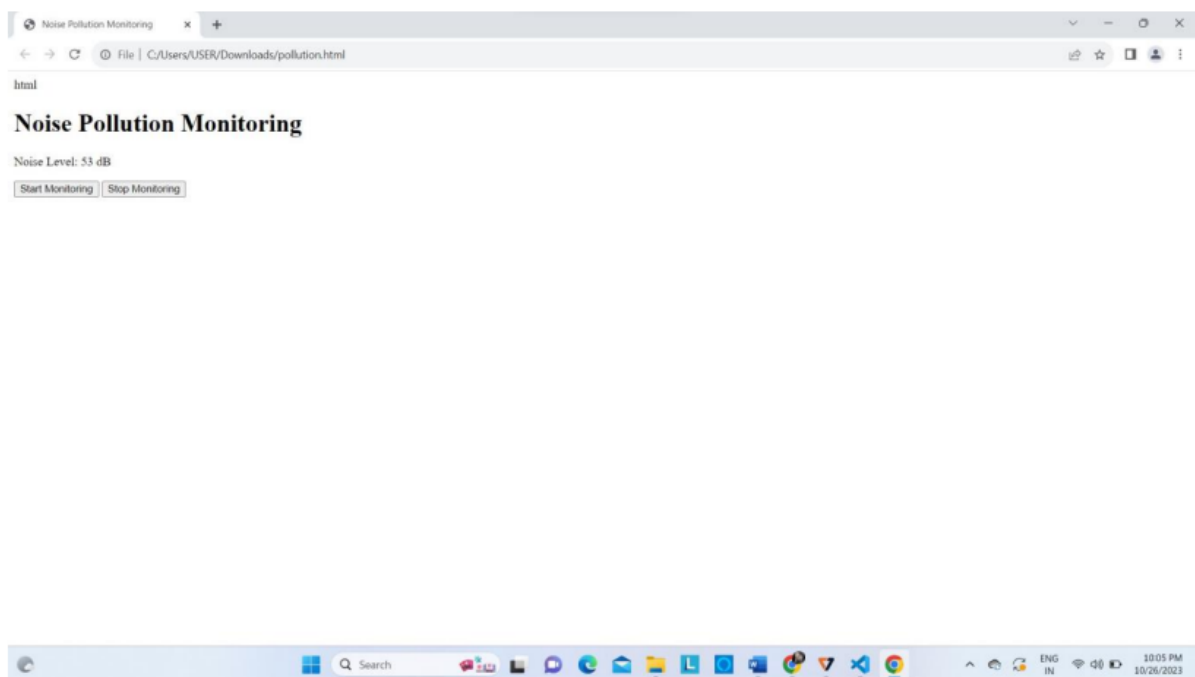 Noise Pollution Monitoring
File | C:/Users/USER/Downloads/pollution.html
html
Noise Pollution Monitoring
Noise Level: 53 dB
Start Monitoring Stop Monitoring
Search
L
ENG
IN
10:05 PM
10/26/2023